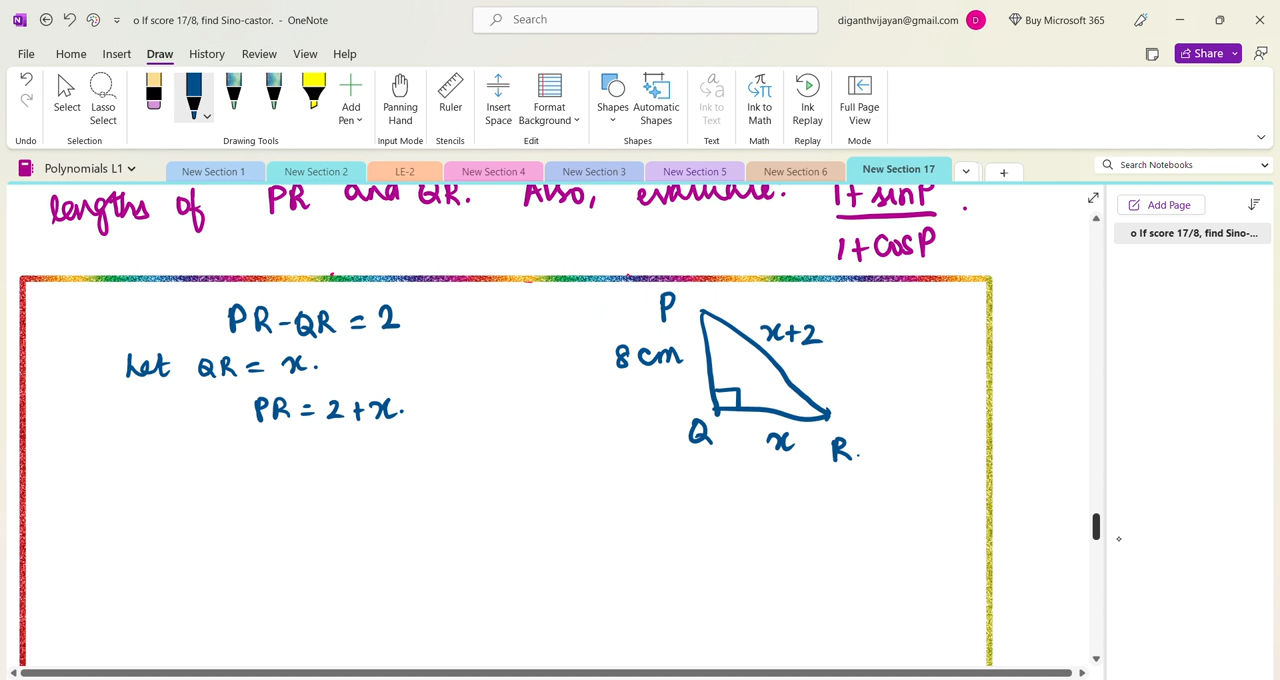 o If score 17/8, find Sino-castor. - OneNote
Search
diganthvijayan@gmail.com
D
Buy Microsoft 365
File Home Insert Draw History Review View Help
Share
Undo
Select
Lasso Select
Selection
Drawing Tools
Add Pen
Panning Hand
Input Mode
Ruler
Stencils
Insert Space
Format Background
Edit
Shapes
Automatic Shapes
Shapes
Ink to Text
Text
Ink to Math
Math
Ink Replay
Replay
Full Page View
Mode
Polynomials L1
New Section 1
New Section 2
LE-2
New Section 4
New Section 3
New Section 5
New Section 6
New Section 17
Search Notebooks
Add Page
o If score 17/8, find Sino-...
lengths of PR and QR. Also, evaluate. 1+sinP / 1+cosP .
PR-QR = 2
Let QR = x.
PR = 2+x.
P
8 cm
x+2
Q
x
R.